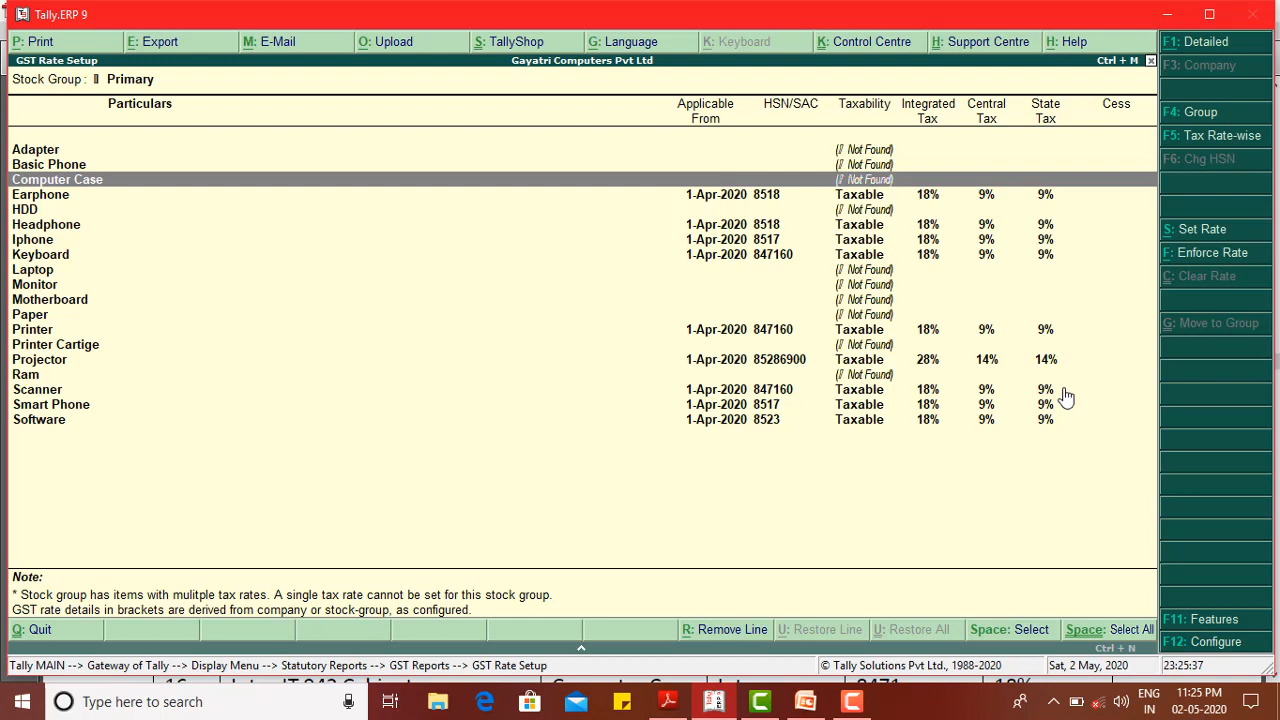 Tally.ERP 9
P: Print E: Export M: E-Mail O: Upload S: TallyShop G: Language K: Keyboard K: Control Centre H: Support Centre H: Help
GST Rate Setup Gayatri Computers Pvt Ltd Ctrl + M
Stock Group : Primary
Particulars Applicable From HSN/SAC Taxability Integrated Tax Central Tax State Tax Cess
Adapter ( Not Found)
Basic Phone ( Not Found)
Computer Case ( Not Found)
Earphone 1-Apr-2020 8518 Taxable 18% 9% 9%
HDD ( Not Found)
Headphone 1-Apr-2020 8518 Taxable 18% 9% 9%
Iphone 1-Apr-2020 8517 Taxable 18% 9% 9%
Keyboard 1-Apr-2020 847160 Taxable 18% 9% 9%
Laptop ( Not Found)
Monitor ( Not Found)
Motherboard ( Not Found)
Paper ( Not Found)
Printer 1-Apr-2020 847160 Taxable 18% 9% 9%
Printer Cartige ( Not Found)
Projector 1-Apr-2020 85286900 Taxable 28% 14% 14%
Ram ( Not Found)
Scanner 1-Apr-2020 847160 Taxable 18% 9% 9%
Smart Phone 1-Apr-2020 8517 Taxable 18% 9% 9%
Software 1-Apr-2020 8523 Taxable 18% 9% 9%
Note:
* Stock group has items with mulitple tax rates. A single tax rate cannot be set for this stock group.
GST rate details in brackets are derived from company or stock-group, as configured.
Q: Quit R: Remove Line U: Restore Line U: Restore All Space: Select Space: Select All
Ctrl + N
Tally MAIN --> Gateway of Tally --> Display Menu --> Statutory Reports --> GST Reports --> GST Rate Setup © Tally Solutions Pvt Ltd., 1988-2020 Sat, 2 May, 2020 23:25:37
F1: Detailed
F3: Company
F4: Group
F5: Tax Rate-wise
F6: Chg HSN
S: Set Rate
F: Enforce Rate
C: Clear Rate
G: Move to Group
F11: Features
F12: Configure
Type here to search
ENG
IN
11:25 PM
02-05-2020